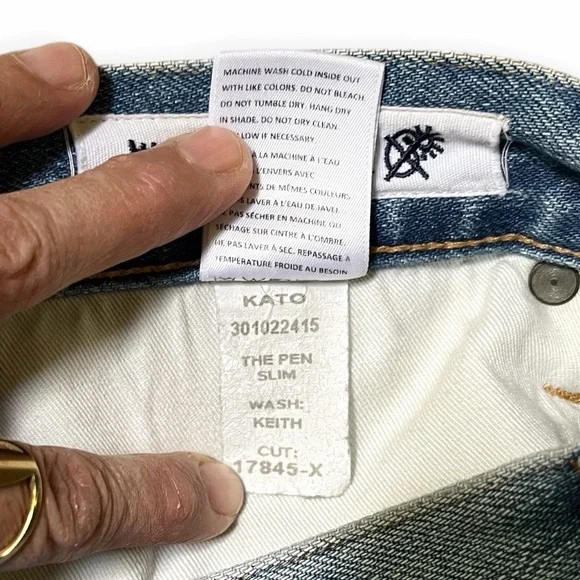 MACHINE WASH COLD INSIDE OUT
WITH LIKE COLORS. DO NOT BLEACH.
DO NOT TUMBLE DRY. HANG DRY
IN SHADE. DO NOT DRY CLEAN.
LOW IF NECESSARY
A LA MACHINE À L'EAU
L'ENVERS AVEC
DE MÊMES COULEURS
LAVER À L'EAU DE JAVEL
PAS SÉCHER EN MACHINE OU
SÉCHAGE SUR CINTRE À L'OMBRE.
NE PAS LAVER À SEC. REPASSAGE À
TEMPÉRATURE FROIDE AU BESOIN
KATO
301022415
THE PEN
SLIM
WASH:
KEITH
CUT:
17845-X